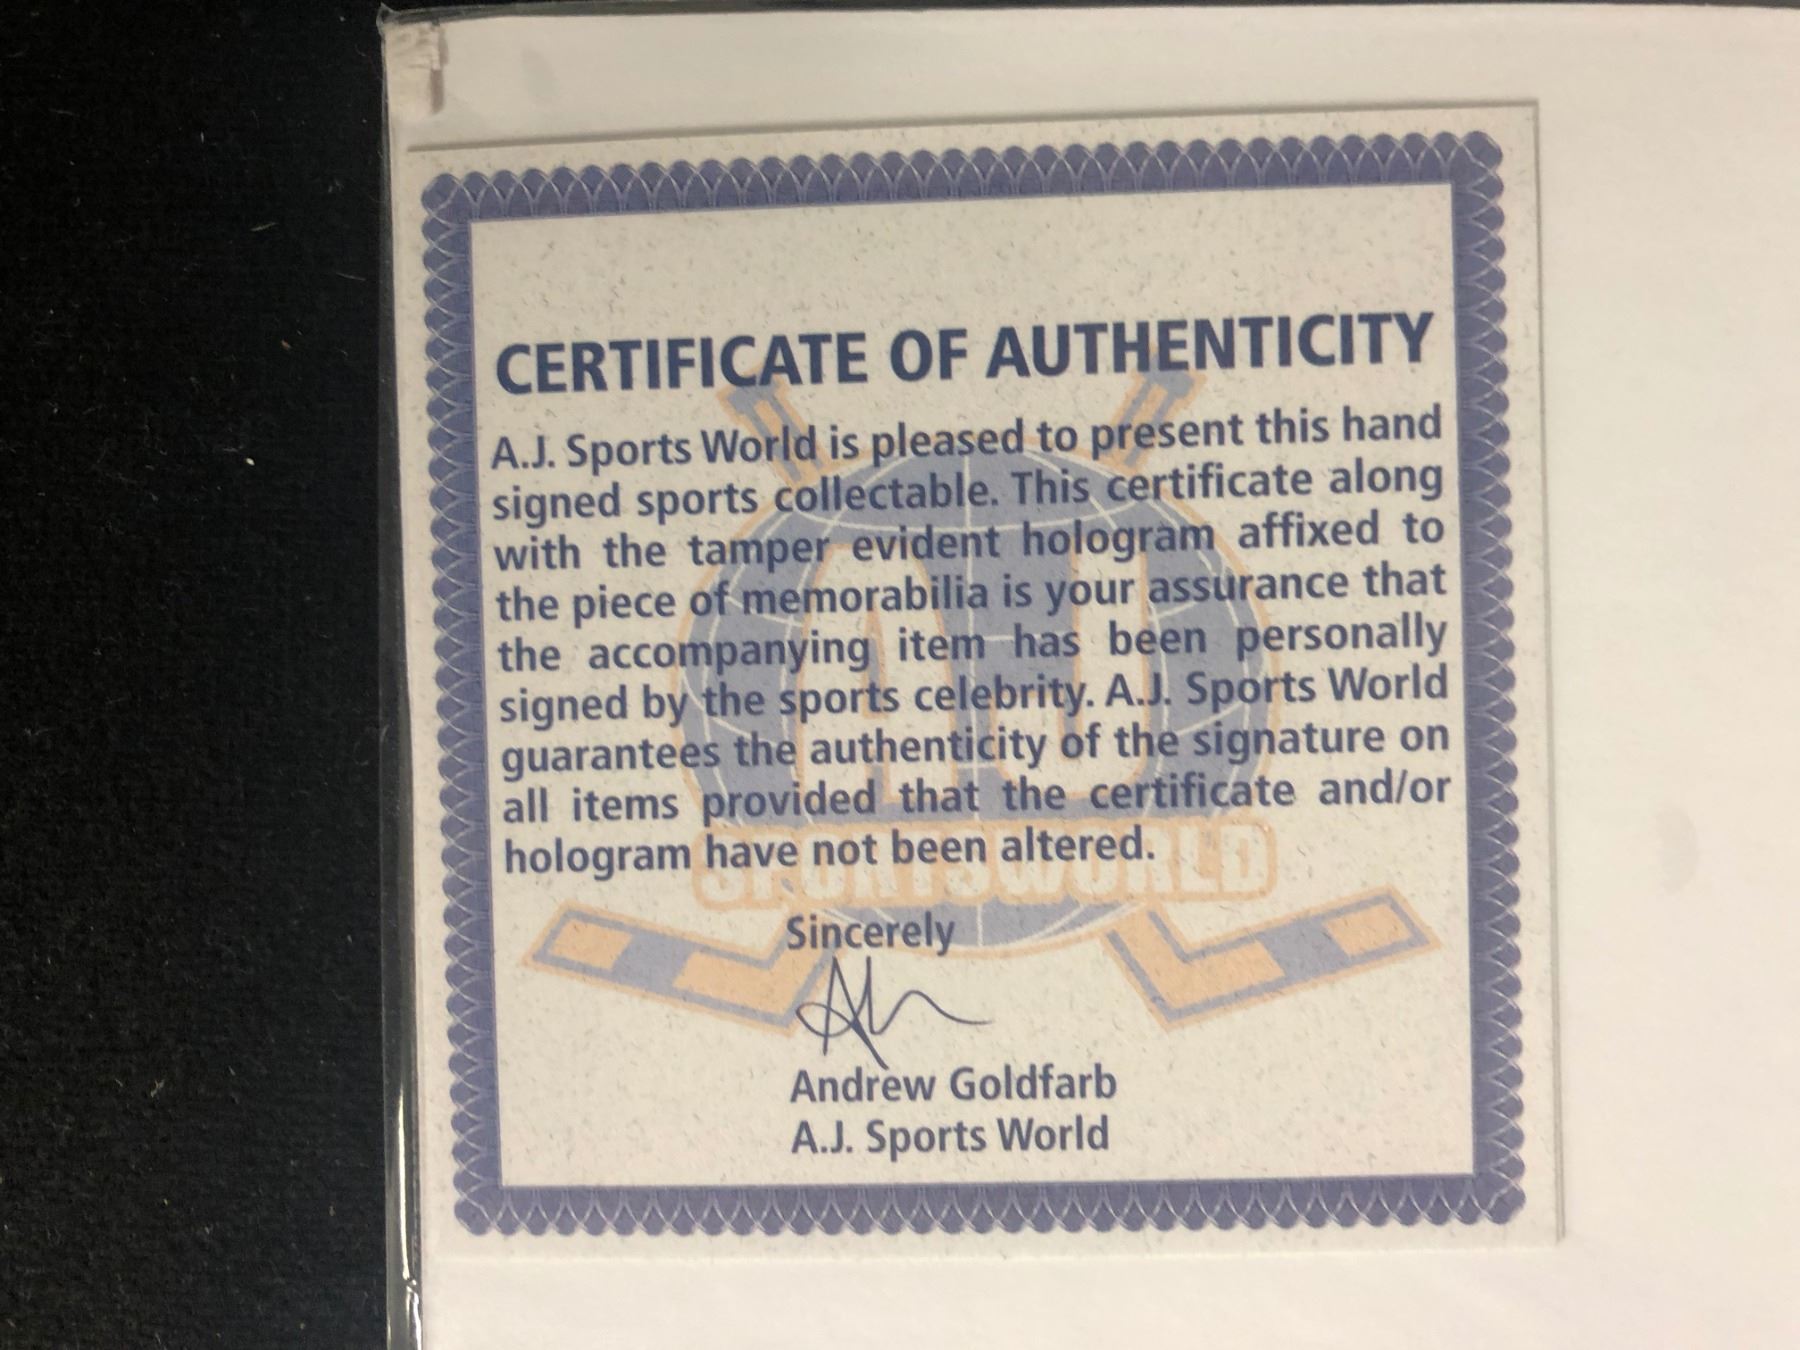 CERTIFICATE OF AUTHENTICITY
A.J. Sports World is pleased to present this hand
signed sports collectable. This certificate along
with the tamper evident hologram affixed to
the piece of memorabilia is your assurance that
the accompanying item has been personally
signed by the sports celebrity. A.J. Sports World
guarantees the authenticity of the signature on
all items provided that the certificate and/or
hologram have not been altered.
AJ
SPORTSWORLD
Sincerely
Andrew Goldfarb
A.J. Sports World